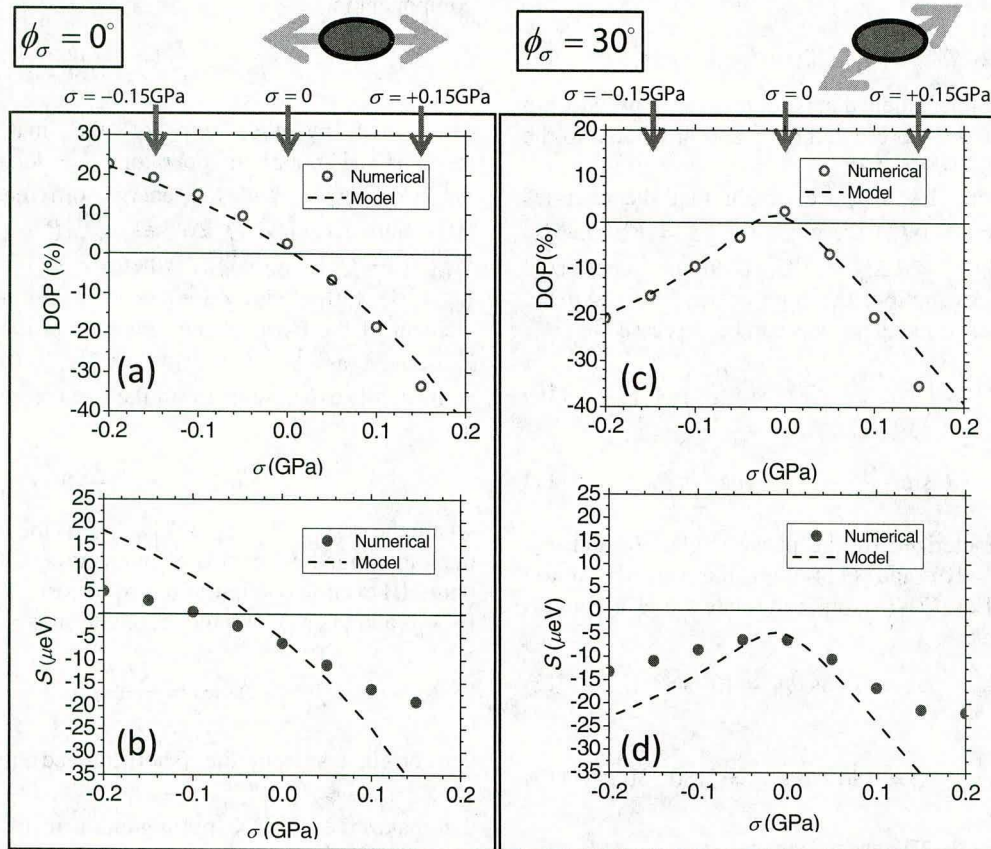 ϕσ = 0°
ϕσ = 30°
σ = −0.15GPa σ = 0 σ = +0.15GPa
σ = −0.15GPa σ = 0 σ = +0.15GPa
30
20
10
0
-10
-20
-30
-40
DOP (%)
Numerical
Model
(a)
-0.2 -0.1 0.0 0.1 0.2
σ (GPa)
20
10
0
-10
-20
-30
-40
DOP (%)
Numerical
Model
(c)
-0.2 -0.1 0.0 0.1 0.2
σ (GPa)
25
20
15
10
5
0
-5
-10
-15
-20
-25
-30
-35
S (μeV)
Numerical
Model
(b)
-0.2 -0.1 0.0 0.1 0.2
σ (GPa)
25
20
15
10
5
0
-5
-10
-15
-20
-25
-30
-35
S (μeV)
Numerical
Model
(d)
-0.2 -0.1 0.0 0.1 0.2
σ (GPa)